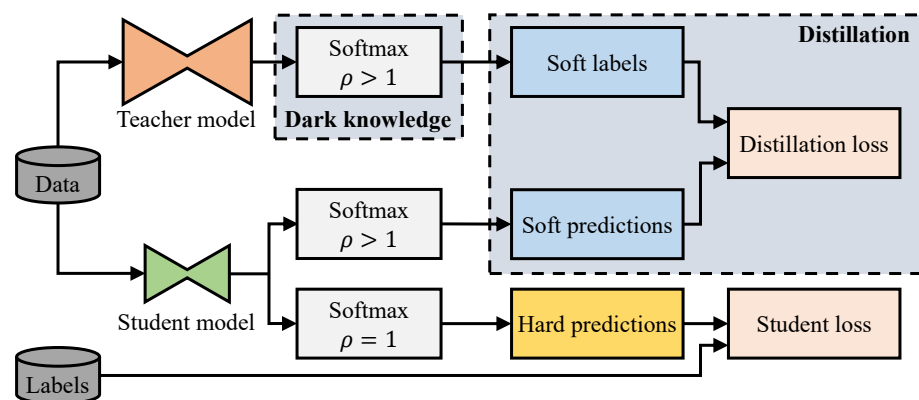 Softmax
ρ > 1
Dark knowledge
Soft labels
Distillation
Teacher model
Distillation loss
Data
Softmax
ρ > 1
Soft predictions
Student model
Softmax
ρ = 1
Hard predictions
Student loss
Labels